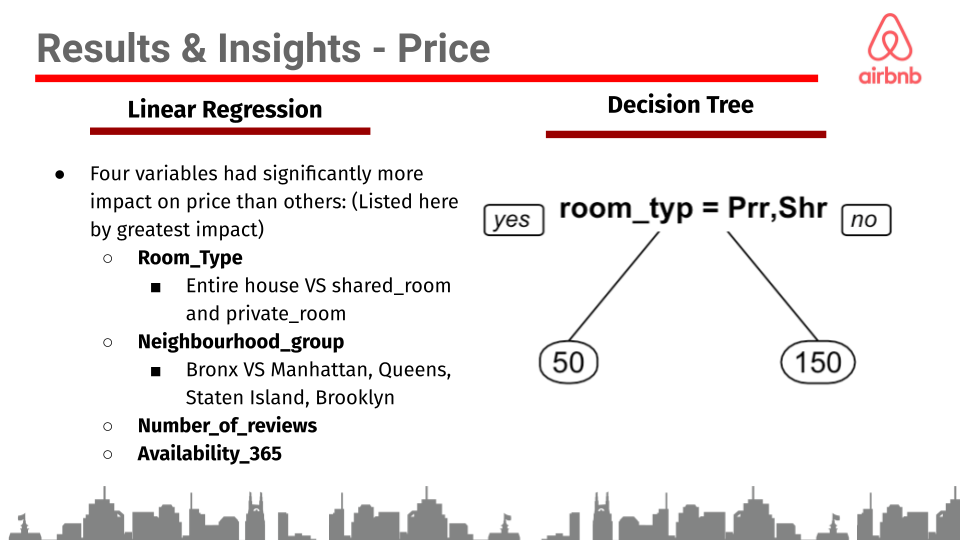 Results & Insights - Price
airbnb
Linear Regression
Decision Tree
● Four variables had significantly more
impact on price than others: (Listed here
by greatest impact)
○ Room_Type
■ Entire house VS shared_room
and private_room
○ Neighbourhood_group
■ Bronx VS Manhattan, Queens,
Staten Island, Brooklyn
○ Number_of_reviews
○ Availability_365
yes room_typ = Prr,Shr no
50 150